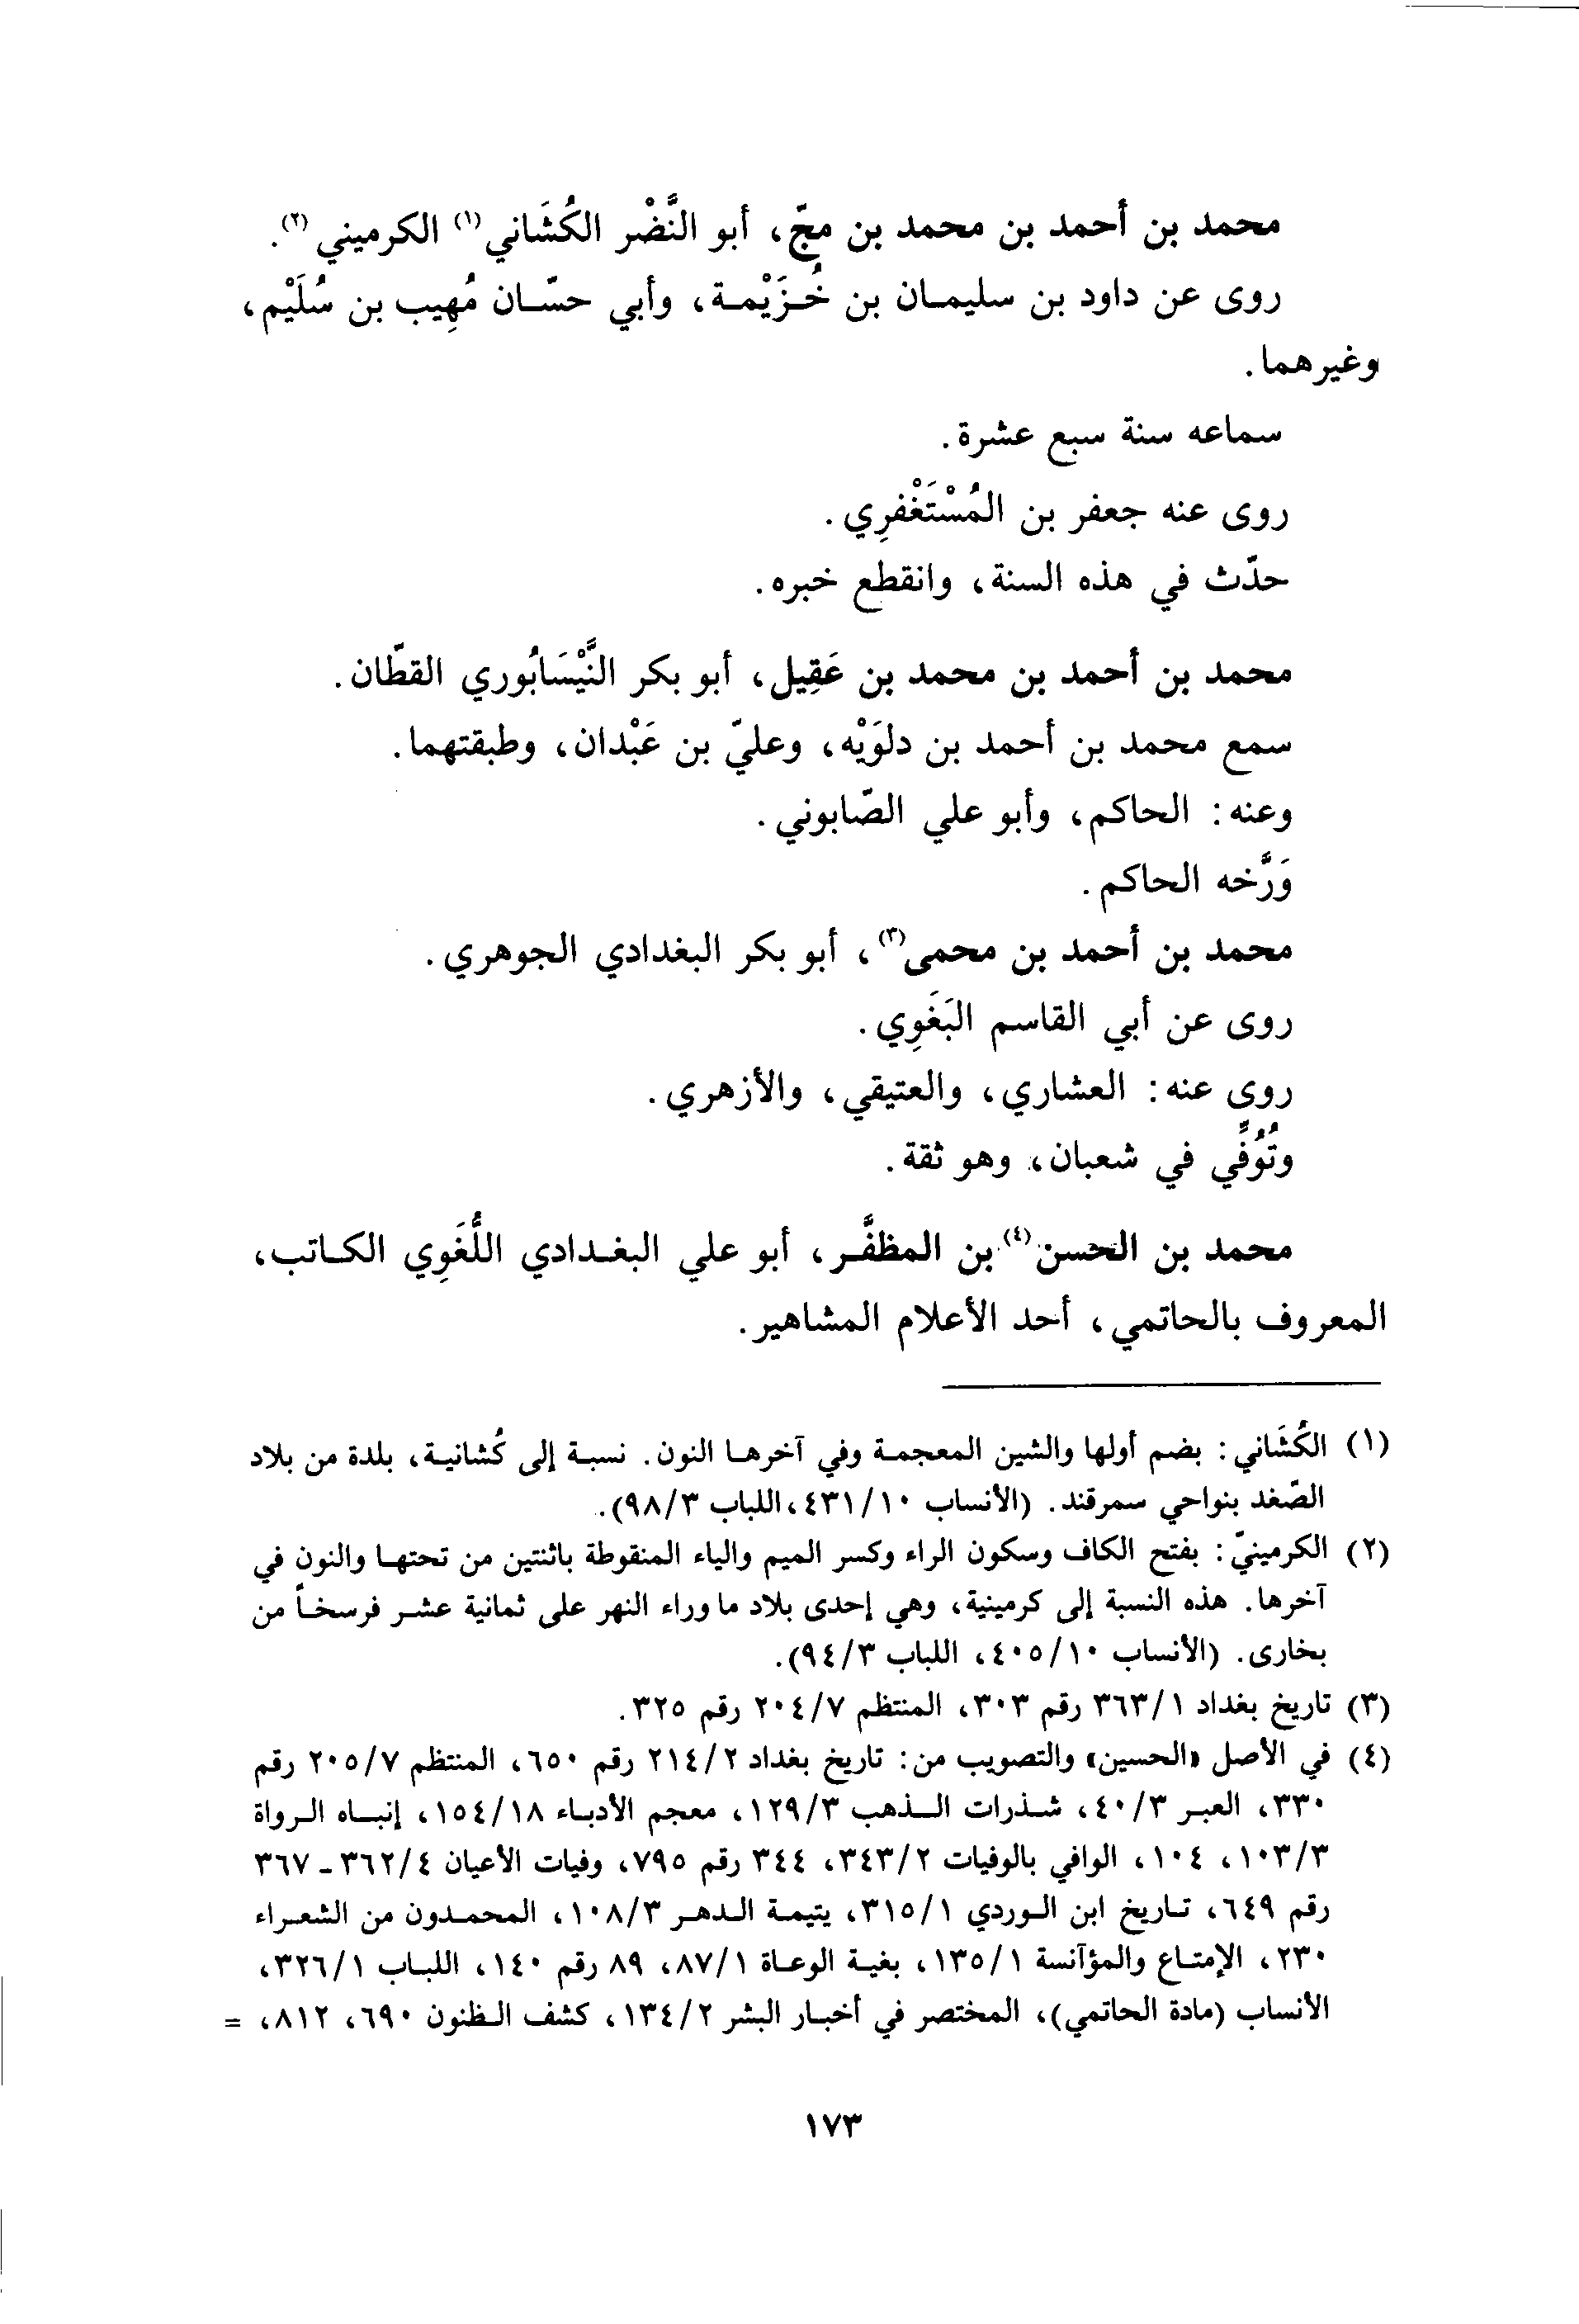 محمد بن أحمد بن محمد بن مجّ، أبو النَّضْر الكُشَاني(١) الكرميني(٢).
روى عن داود بن سليمان بن خُزَيْمة، وأبي حسّان مُهِيب بن سُلَيْم،
وغيرهما.
سماعه سنة سبع عشرة.
روى عنه جعفر بن المُسْتَغْفرِي.
حدّث في هذه السنة، وانقطع خبره.
محمد بن أحمد بن محمد بن عَقِيل، أبو بكر النَّيْسَابُوري القطّان.
سمع محمد بن أحمد بن دلَوَيْه، وعليّ بن عَبْدان، وطبقتهما.
وعنه: الحاكم، وأبو علي الصّابوني.
وَرَّخه الحاكم.
محمد بن أحمد بن محمى(٣)، أبو بكر البغدادي الجوهري.
روى عن أبي القاسم البَغَوِي.
روى عنه: العشاري، والعتيقي، والأزهري.
وتُوُفِّي في شعبان، وهو ثقة.
محمد بن الحسن(٤) بن المظفَّر، أبو علي البغدادي اللُّغَوِي الكاتب،
المعروف بالحاتمي، أحد الأعلام المشاهير.
(١) الكُشَاني: بضم أولها والشين المعجمة وفي آخرها النون. نسبة إلى كُشانية، بلدة من بلاد
الصّغد بنواحي سمرقند. (الأنساب ٤٣١/١٠، اللباب ٩٨/٣).
(٢) الكرمينيّ: بفتح الكاف وسكون الراء وكسر الميم والياء المنقوطة باثنتين من تحتها والنون في
آخرها. هذه النسبة إلى كرمينية، وهي إحدى بلاد ما وراء النهر على ثمانية عشر فرسخاً من
بخارى. (الأنساب ٤٠٥/١٠، اللباب ٩٤/٣).
(٣) تاريخ بغداد ٣٦٣/١ رقم ٣٠٣، المنتظم ٢٠٤/٧ رقم ٣٢٥.
(٤) في الأصل «الحسين» والتصويب من: تاريخ بغداد ٢١٤/٢ رقم ٦٥٠، المنتظم ٢٠٥/٧ رقم
٣٣٠، العبر ٤٠/٣، شذرات الذهب ١٢٩/٣، معجم الأدباء ١٥٤/١٨، إنباه الرواة
١٠٣/٣، ١٠٤، الوافي بالوفيات ٣٤٣/٢، ٣٤٤ رقم ٧٩٥، وفيات الأعيان ٣٦٢/٤ - ٣٦٧
رقم ٦٤٩، تاريخ ابن الوردي ٣١٥/١، يتيمة الدهر ١٠٨/٣، المحمدون من الشعراء
٢٣٠، الإمتاع والمؤآنسة ١٣٥/١، بغية الوعاة ٨٧/١، ٨٩ رقم ١٤٠، اللباب ٣٢٦/١،
الأنساب (مادة الحاتمي)، المختصر في أخبار البشر ١٣٤/٢، كشف الظنون ٦٩٠، ٨١٢، =
١٧٣